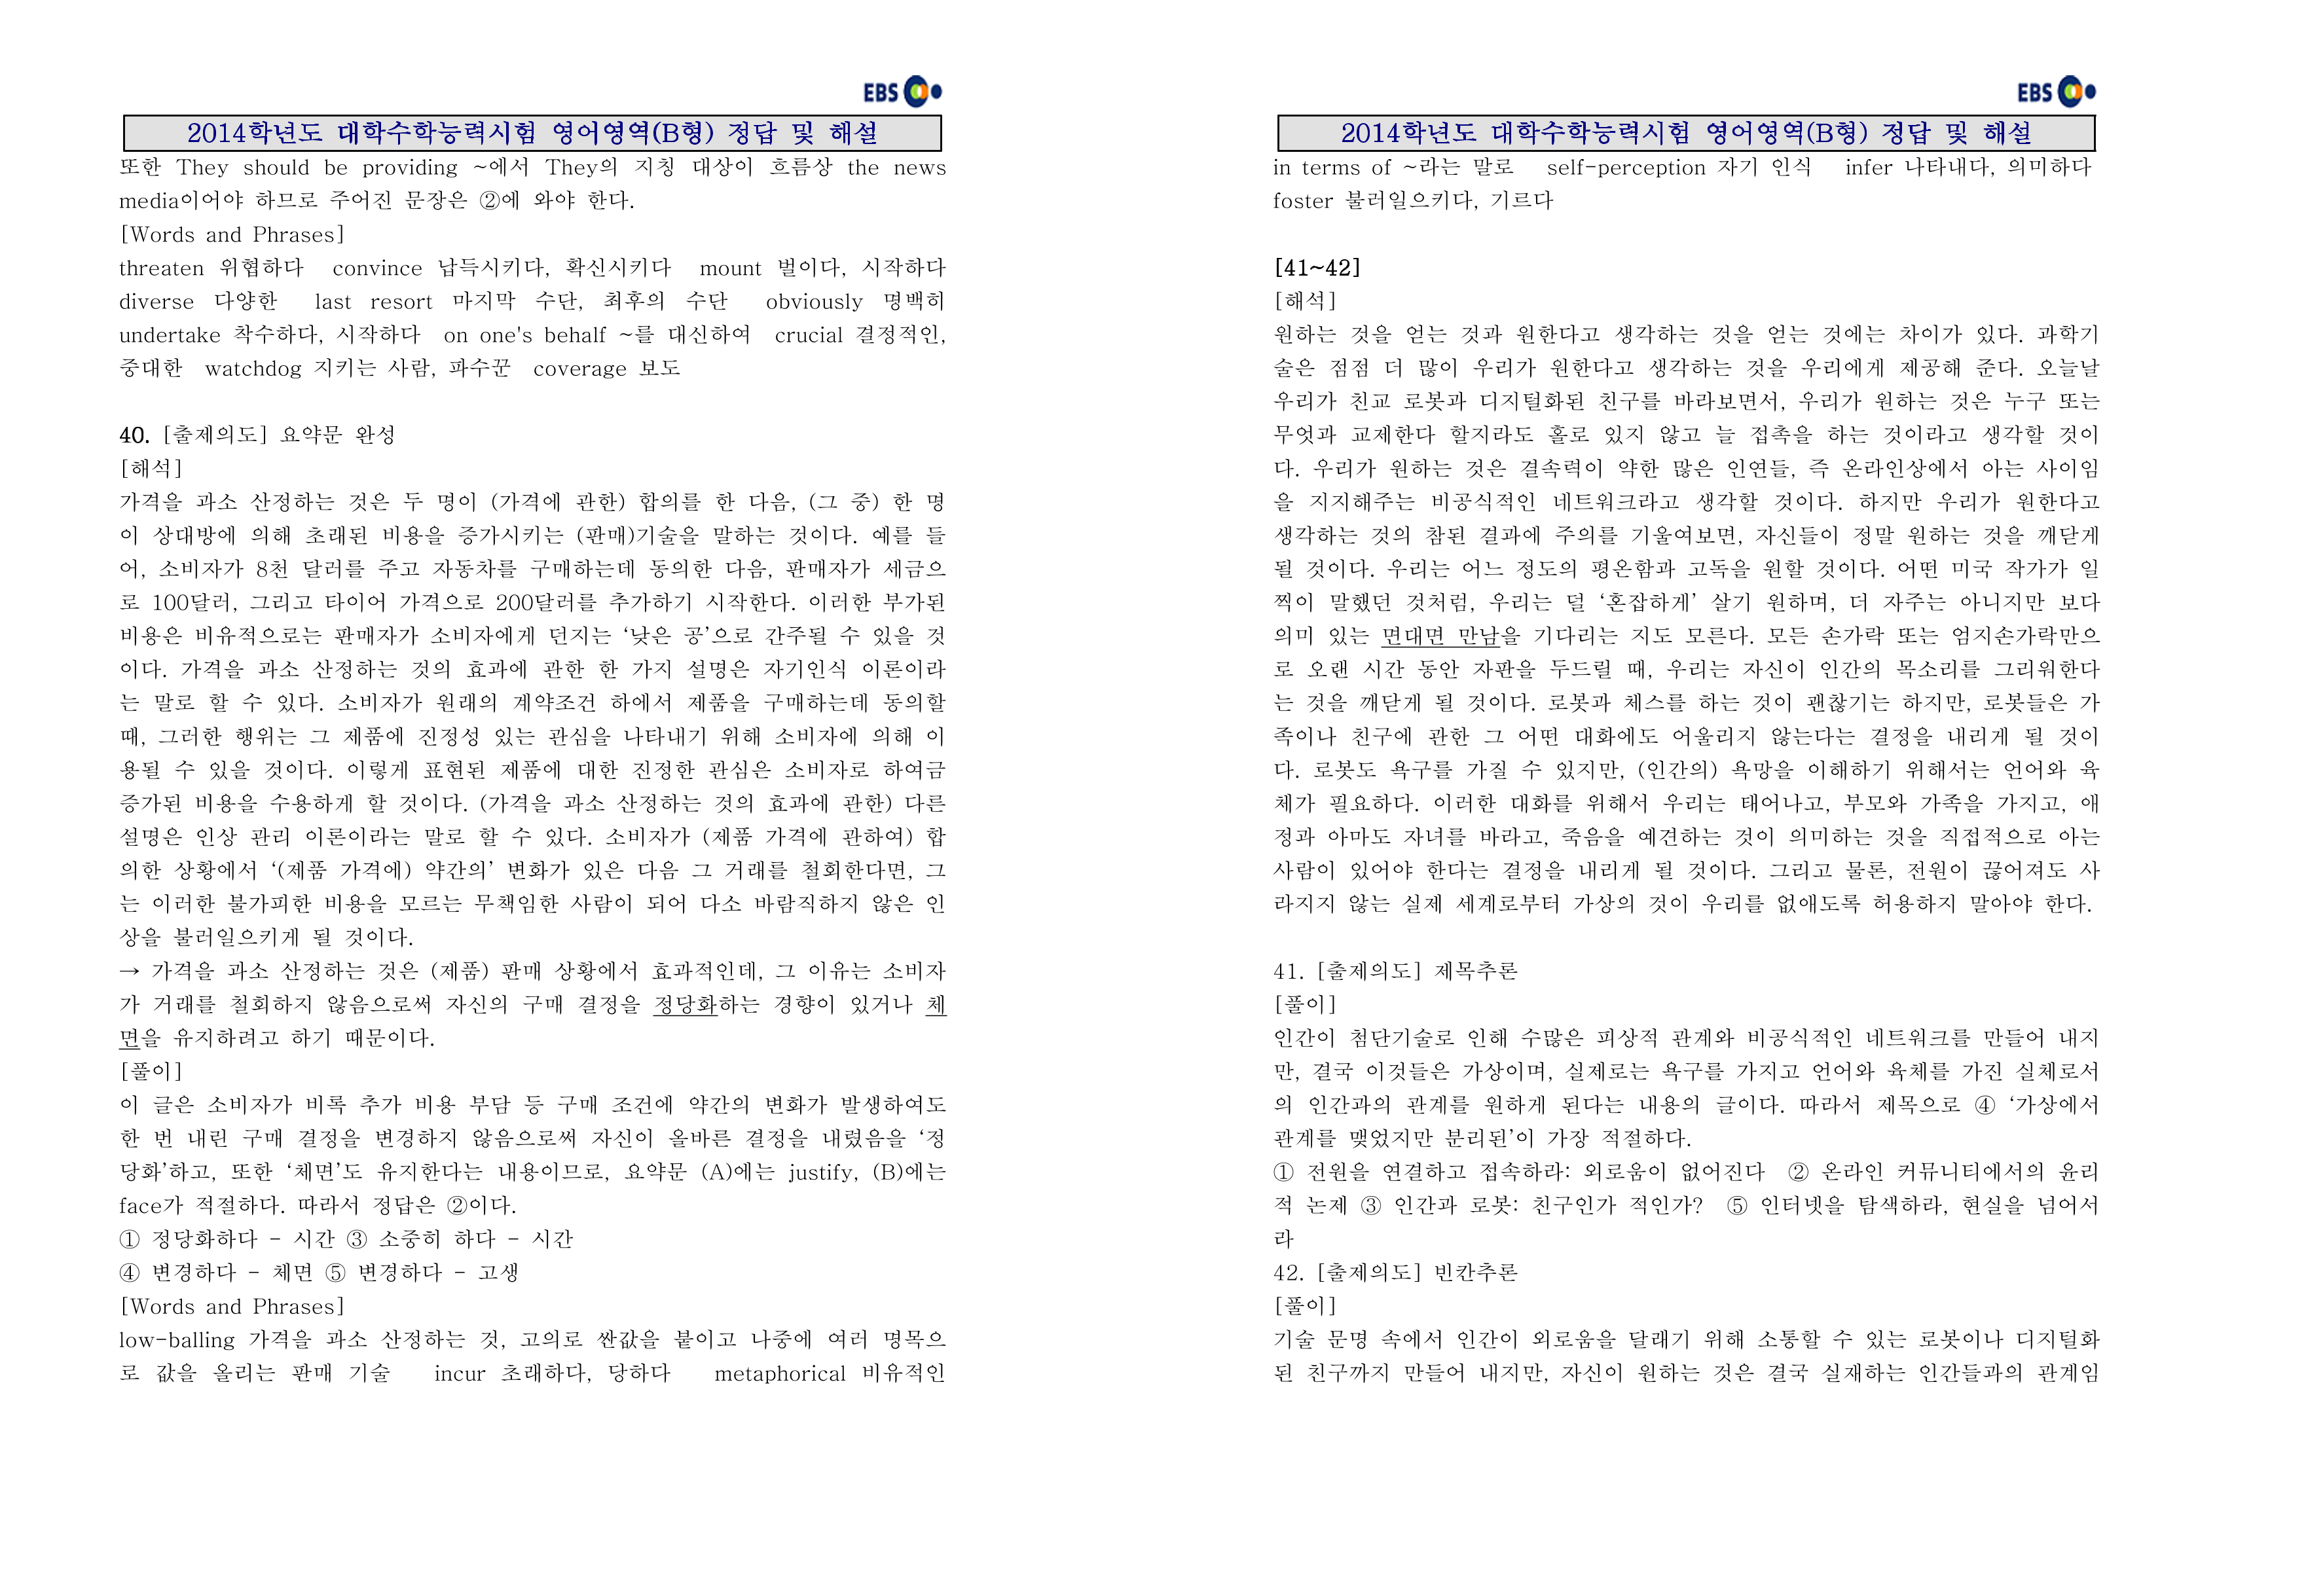 EBS
2014학년도 대학수학능력시험 영어영역(B형) 정답 및 해설
또한 They should be providing ~에서 They의 지칭 대상이 흐름상 the news
media이어야 하므로 주어진 문장은 ②에 와야 한다.
[Words and Phrases]
threaten 위협하다 convince 납득시키다, 확신시키다 mount 벌이다, 시작하다
diverse 다양한 last resort 마지막 수단, 최후의 수단 obviously 명백히
undertake 착수하다, 시작하다 on one's behalf ~를 대신하여 crucial 결정적인,
중대한 watchdog 지키는 사람, 파수꾼 coverage 보도
40. [출제의도] 요약문 완성
[해석]
가격을 과소 산정하는 것은 두 명이 (가격에 관한) 합의를 한 다음, (그 중) 한 명
이 상대방에 의해 초래된 비용을 증가시키는 (판매)기술을 말하는 것이다. 예를 들
어, 소비자가 8천 달러를 주고 자동차를 구매하는데 동의한 다음, 판매자가 세금으
로 100달러, 그리고 타이어 가격으로 200달러를 추가하기 시작한다. 이러한 부가된
비용은 비유적으로는 판매자가 소비자에게 던지는 ‘낮은 공’으로 간주될 수 있을 것
이다. 가격을 과소 산정하는 것의 효과에 관한 한 가지 설명은 자기인식 이론이라
는 말로 할 수 있다. 소비자가 원래의 계약조건 하에서 제품을 구매하는데 동의할
때, 그러한 행위는 그 제품에 진정성 있는 관심을 나타내기 위해 소비자에 의해 이
용될 수 있을 것이다. 이렇게 표현된 제품에 대한 진정한 관심은 소비자로 하여금
증가된 비용을 수용하게 할 것이다. (가격을 과소 산정하는 것의 효과에 관한) 다른
설명은 인상 관리 이론이라는 말로 할 수 있다. 소비자가 (제품 가격에 관하여) 합
의한 상황에서 ‘(제품 가격에) 약간의’ 변화가 있은 다음 그 거래를 철회한다면, 그
는 이러한 불가피한 비용을 모르는 무책임한 사람이 되어 다소 바람직하지 않은 인
상을 불러일으키게 될 것이다.
→ 가격을 과소 산정하는 것은 (제품) 판매 상황에서 효과적인데, 그 이유는 소비자
가 거래를 철회하지 않음으로써 자신의 구매 결정을 정당화하는 경향이 있거나 체
면을 유지하려고 하기 때문이다.
[풀이]
이 글은 소비자가 비록 추가 비용 부담 등 구매 조건에 약간의 변화가 발생하여도
한 번 내린 구매 결정을 변경하지 않음으로써 자신이 올바른 결정을 내렸음을 ‘정
당화’하고, 또한 ‘체면’도 유지한다는 내용이므로, 요약문 (A)에는 justify, (B)에는
face가 적절하다. 따라서 정답은 ②이다.
① 정당화하다 - 시간 ③ 소중히 하다 - 시간
④ 변경하다 - 체면 ⑤ 변경하다 - 고생
[Words and Phrases]
low-balling 가격을 과소 산정하는 것, 고의로 싼값을 붙이고 나중에 여러 명목으
로 값을 올리는 판매 기술 incur 초래하다, 당하다 metaphorical 비유적인
EBS
2014학년도 대학수학능력시험 영어영역(B형) 정답 및 해설
in terms of ~라는 말로 self-perception 자기 인식 infer 나타내다, 의미하다
foster 불러일으키다, 기르다
[41~42]
[해석]
원하는 것을 얻는 것과 원한다고 생각하는 것을 얻는 것에는 차이가 있다. 과학기
술은 점점 더 많이 우리가 원한다고 생각하는 것을 우리에게 제공해 준다. 오늘날
우리가 친교 로봇과 디지털화된 친구를 바라보면서, 우리가 원하는 것은 누구 또는
무엇과 교제한다 할지라도 홀로 있지 않고 늘 접촉을 하는 것이라고 생각할 것이
다. 우리가 원하는 것은 결속력이 약한 많은 인연들, 즉 온라인상에서 아는 사이임
을 지지해주는 비공식적인 네트워크라고 생각할 것이다. 하지만 우리가 원한다고
생각하는 것의 참된 결과에 주의를 기울여보면, 자신들이 정말 원하는 것을 깨닫게
될 것이다. 우리는 어느 정도의 평온함과 고독을 원할 것이다. 어떤 미국 작가가 일
찍이 말했던 것처럼, 우리는 덜 ‘혼잡하게’ 살기 원하며, 더 자주는 아니지만 보다
의미 있는 면대면 만남을 기다리는 지도 모른다. 모든 손가락 또는 엄지손가락만으
로 오랜 시간 동안 자판을 두드릴 때, 우리는 자신이 인간의 목소리를 그리워한다
는 것을 깨닫게 될 것이다. 로봇과 체스를 하는 것이 괜찮기는 하지만, 로봇들은 가
족이나 친구에 관한 그 어떤 대화에도 어울리지 않는다는 결정을 내리게 될 것이
다. 로봇도 욕구를 가질 수 있지만, (인간의) 욕망을 이해하기 위해서는 언어와 육
체가 필요하다. 이러한 대화를 위해서 우리는 태어나고, 부모와 가족을 가지고, 애
정과 아마도 자녀를 바라고, 죽음을 예견하는 것이 의미하는 것을 직접적으로 아는
사람이 있어야 한다는 결정을 내리게 될 것이다. 그리고 물론, 전원이 끊어져도 사
라지지 않는 실제 세계로부터 가상의 것이 우리를 없애도록 허용하지 말아야 한다.
41. [출제의도] 제목추론
[풀이]
인간이 첨단기술로 인해 수많은 피상적 관계와 비공식적인 네트워크를 만들어 내지
만, 결국 이것들은 가상이며, 실제로는 욕구를 가지고 언어와 육체를 가진 실체로서
의 인간과의 관계를 원하게 된다는 내용의 글이다. 따라서 제목으로 ④ ‘가상에서
관계를 맺었지만 분리된’이 가장 적절하다.
① 전원을 연결하고 접속하라: 외로움이 없어진다 ② 온라인 커뮤니티에서의 윤리
적 논제 ③ 인간과 로봇: 친구인가 적인가? ⑤ 인터넷을 탐색하라, 현실을 넘어서
라
42. [출제의도] 빈칸추론
[풀이]
기술 문명 속에서 인간이 외로움을 달래기 위해 소통할 수 있는 로봇이나 디지털화
된 친구까지 만들어 내지만, 자신이 원하는 것은 결국 실재하는 인간들과의 관계임